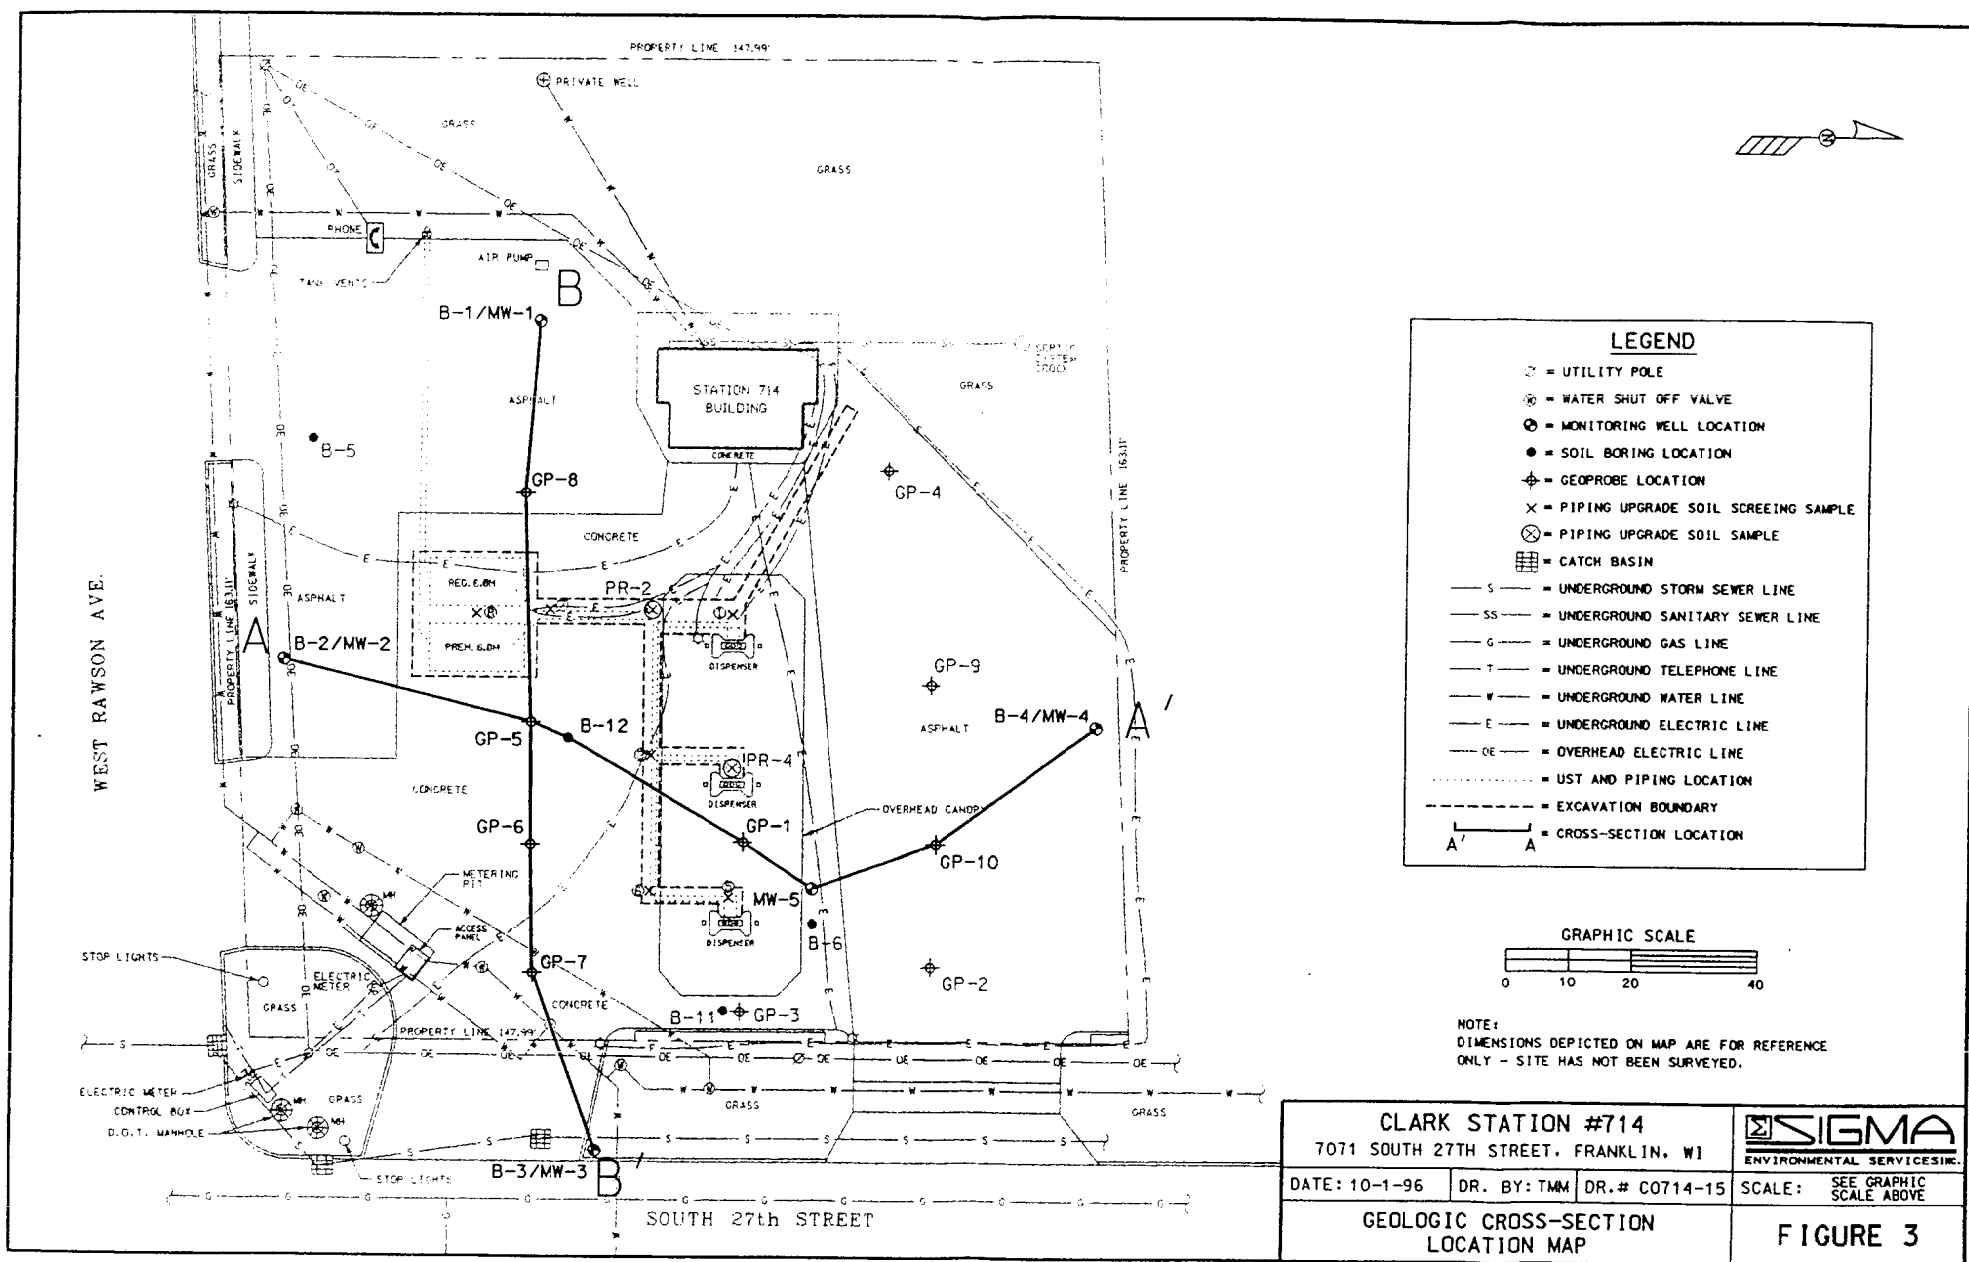 PROPERTY LINE 147.99'
PRIVATE WELL
GRASS
GRASS
GRASS
SIDEWALK
PHONE
TANK VENTS
AIR PUMP
B
B-1/MW-1
STATION 714
BUILDING
CONCRETE
SEPTIC
SYSTEM
GRASS
ASPHALT
B-5
GP-8
GP-4
PROPERTY LINE 163.11'
CONCRETE
WEST RAWSON AVE.
PROPERTY LINE 163.11'
SIDEWALK
ASPHALT
PR-2
A
B-2/MW-2
DISPENSER
GP-9
ASPHALT
B-4/MW-4
A'
GP-5
B-12
PR-4
DISPENSER
CONCRETE
OVERHEAD CANOPY
GP-6
GP-1
GP-10
METERING
PIT
MH
ACCESS
PANEL
MW-5
DISPENSER
B-6
STOP LIGHTS
ELECTRIC
METER
GRASS
GP-7
CONCRETE
GP-2
B-11
GP-3
PROPERTY LINE 147.99'
ELECTRIC METER
CONTROL BOX
D.O.T. MANHOLE
MH
MH
GRASS
GRASS
GRASS
STOP LIGHTS
B-3/MW-3
B'
SOUTH 27th STREET
N
LEGEND
= UTILITY POLE
= WATER SHUT OFF VALVE
= MONITORING WELL LOCATION
= SOIL BORING LOCATION
= GEOPROBE LOCATION
= PIPING UPGRADE SOIL SCREEING SAMPLE
= PIPING UPGRADE SOIL SAMPLE
= CATCH BASIN
S = UNDERGROUND STORM SEWER LINE
SS = UNDERGROUND SANITARY SEWER LINE
G = UNDERGROUND GAS LINE
T = UNDERGROUND TELEPHONE LINE
W = UNDERGROUND WATER LINE
E = UNDERGROUND ELECTRIC LINE
OE = OVERHEAD ELECTRIC LINE
= UST AND PIPING LOCATION
= EXCAVATION BOUNDARY
A' A = CROSS-SECTION LOCATION
GRAPHIC SCALE
0 10 20 40
NOTE:
DIMENSIONS DEPICTED ON MAP ARE FOR REFERENCE
ONLY - SITE HAS NOT BEEN SURVEYED.
CLARK STATION #714
7071 SOUTH 27TH STREET, FRANKLIN, WI
SIGMA
ENVIRONMENTAL SERVICES INC.
DATE: 10-1-96
DR. BY: TMM
DR.# CO714-15
SCALE: SEE GRAPHIC
SCALE ABOVE
GEOLOGIC CROSS-SECTION
LOCATION MAP
FIGURE 3